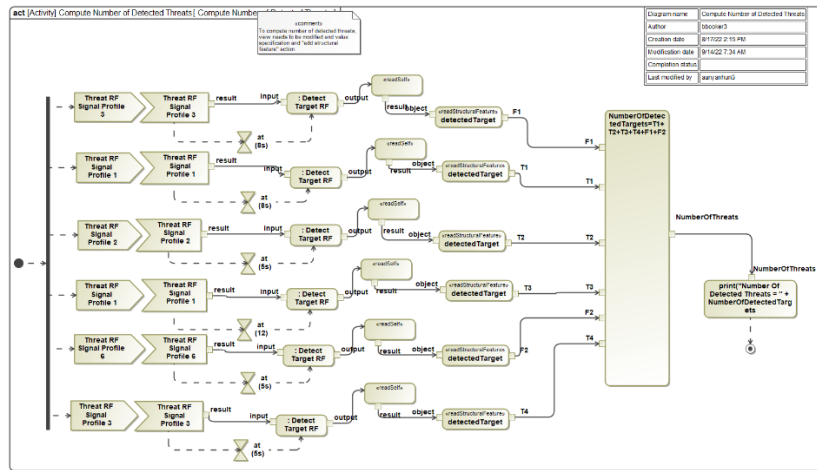 act [Activity] Compute Number of Detected Threats [ Compute Number of Detected Threats ]
«comment»
To compute number of detected threats,
view needs to be modified and value
specification and "add structural
feature" action.
Diagram name Compute Number of Detected Threats
Author bbooker3
Creation date 8/17/22 2:15 PM
Modification date 9/14/22 7:34 AM
Completion status
Last modified by
Threat RF
Signal Profile
3
Threat RF
Signal
Profile 3
result
input
: Detect
Target RF
output
«readSelf»
result
object
«readStructuralFeature»
detectedTarget
F1
at
(8s)
Threat RF
Signal
Profile 1
Threat RF
Signal
Profile 1
result
input
: Detect
Target RF
output
«readSelf»
result
object
«readStructuralFeature»
detectedTarget
T1
at
(8s)
Threat RF
Signal
Profile 2
Threat RF
Signal
Profile 2
result
input
: Detect
Target RF
output
«readSelf»
result
object
«readStructuralFeature»
detectedTarget
T2
at
(5s)
Threat RF
Signal
Profile 1
Threat RF
Signal
Profile 1
result
input
: Detect
Target RF
output
«readSelf»
result
object
«readStructuralFeature»
detectedTarget
T3
at
(12)
Threat RF
Signal Profile
6
Threat RF
Signal
Profile 6
result
input
: Detect
Target RF
output
«readSelf»
result
object
«readStructuralFeature»
detectedTarget
F2
at
(5s)
Threat RF
Signal
Profile 3
Threat RF
Signal
Profile 3
result
input
: Detect
Target RF
output
«readSelf»
result
object
«readStructuralFeature»
detectedTarget
T4
at
(5s)
NumberOfDetec
tedTargets=T1+
T2+T3+T4+F1+F2
F1
T1
T2
T3
F2
T4
NumberOfThreats
NumberOfThreats
print("Number Of
Detected Threats = " +
NumberOfDetectedTarg
ets